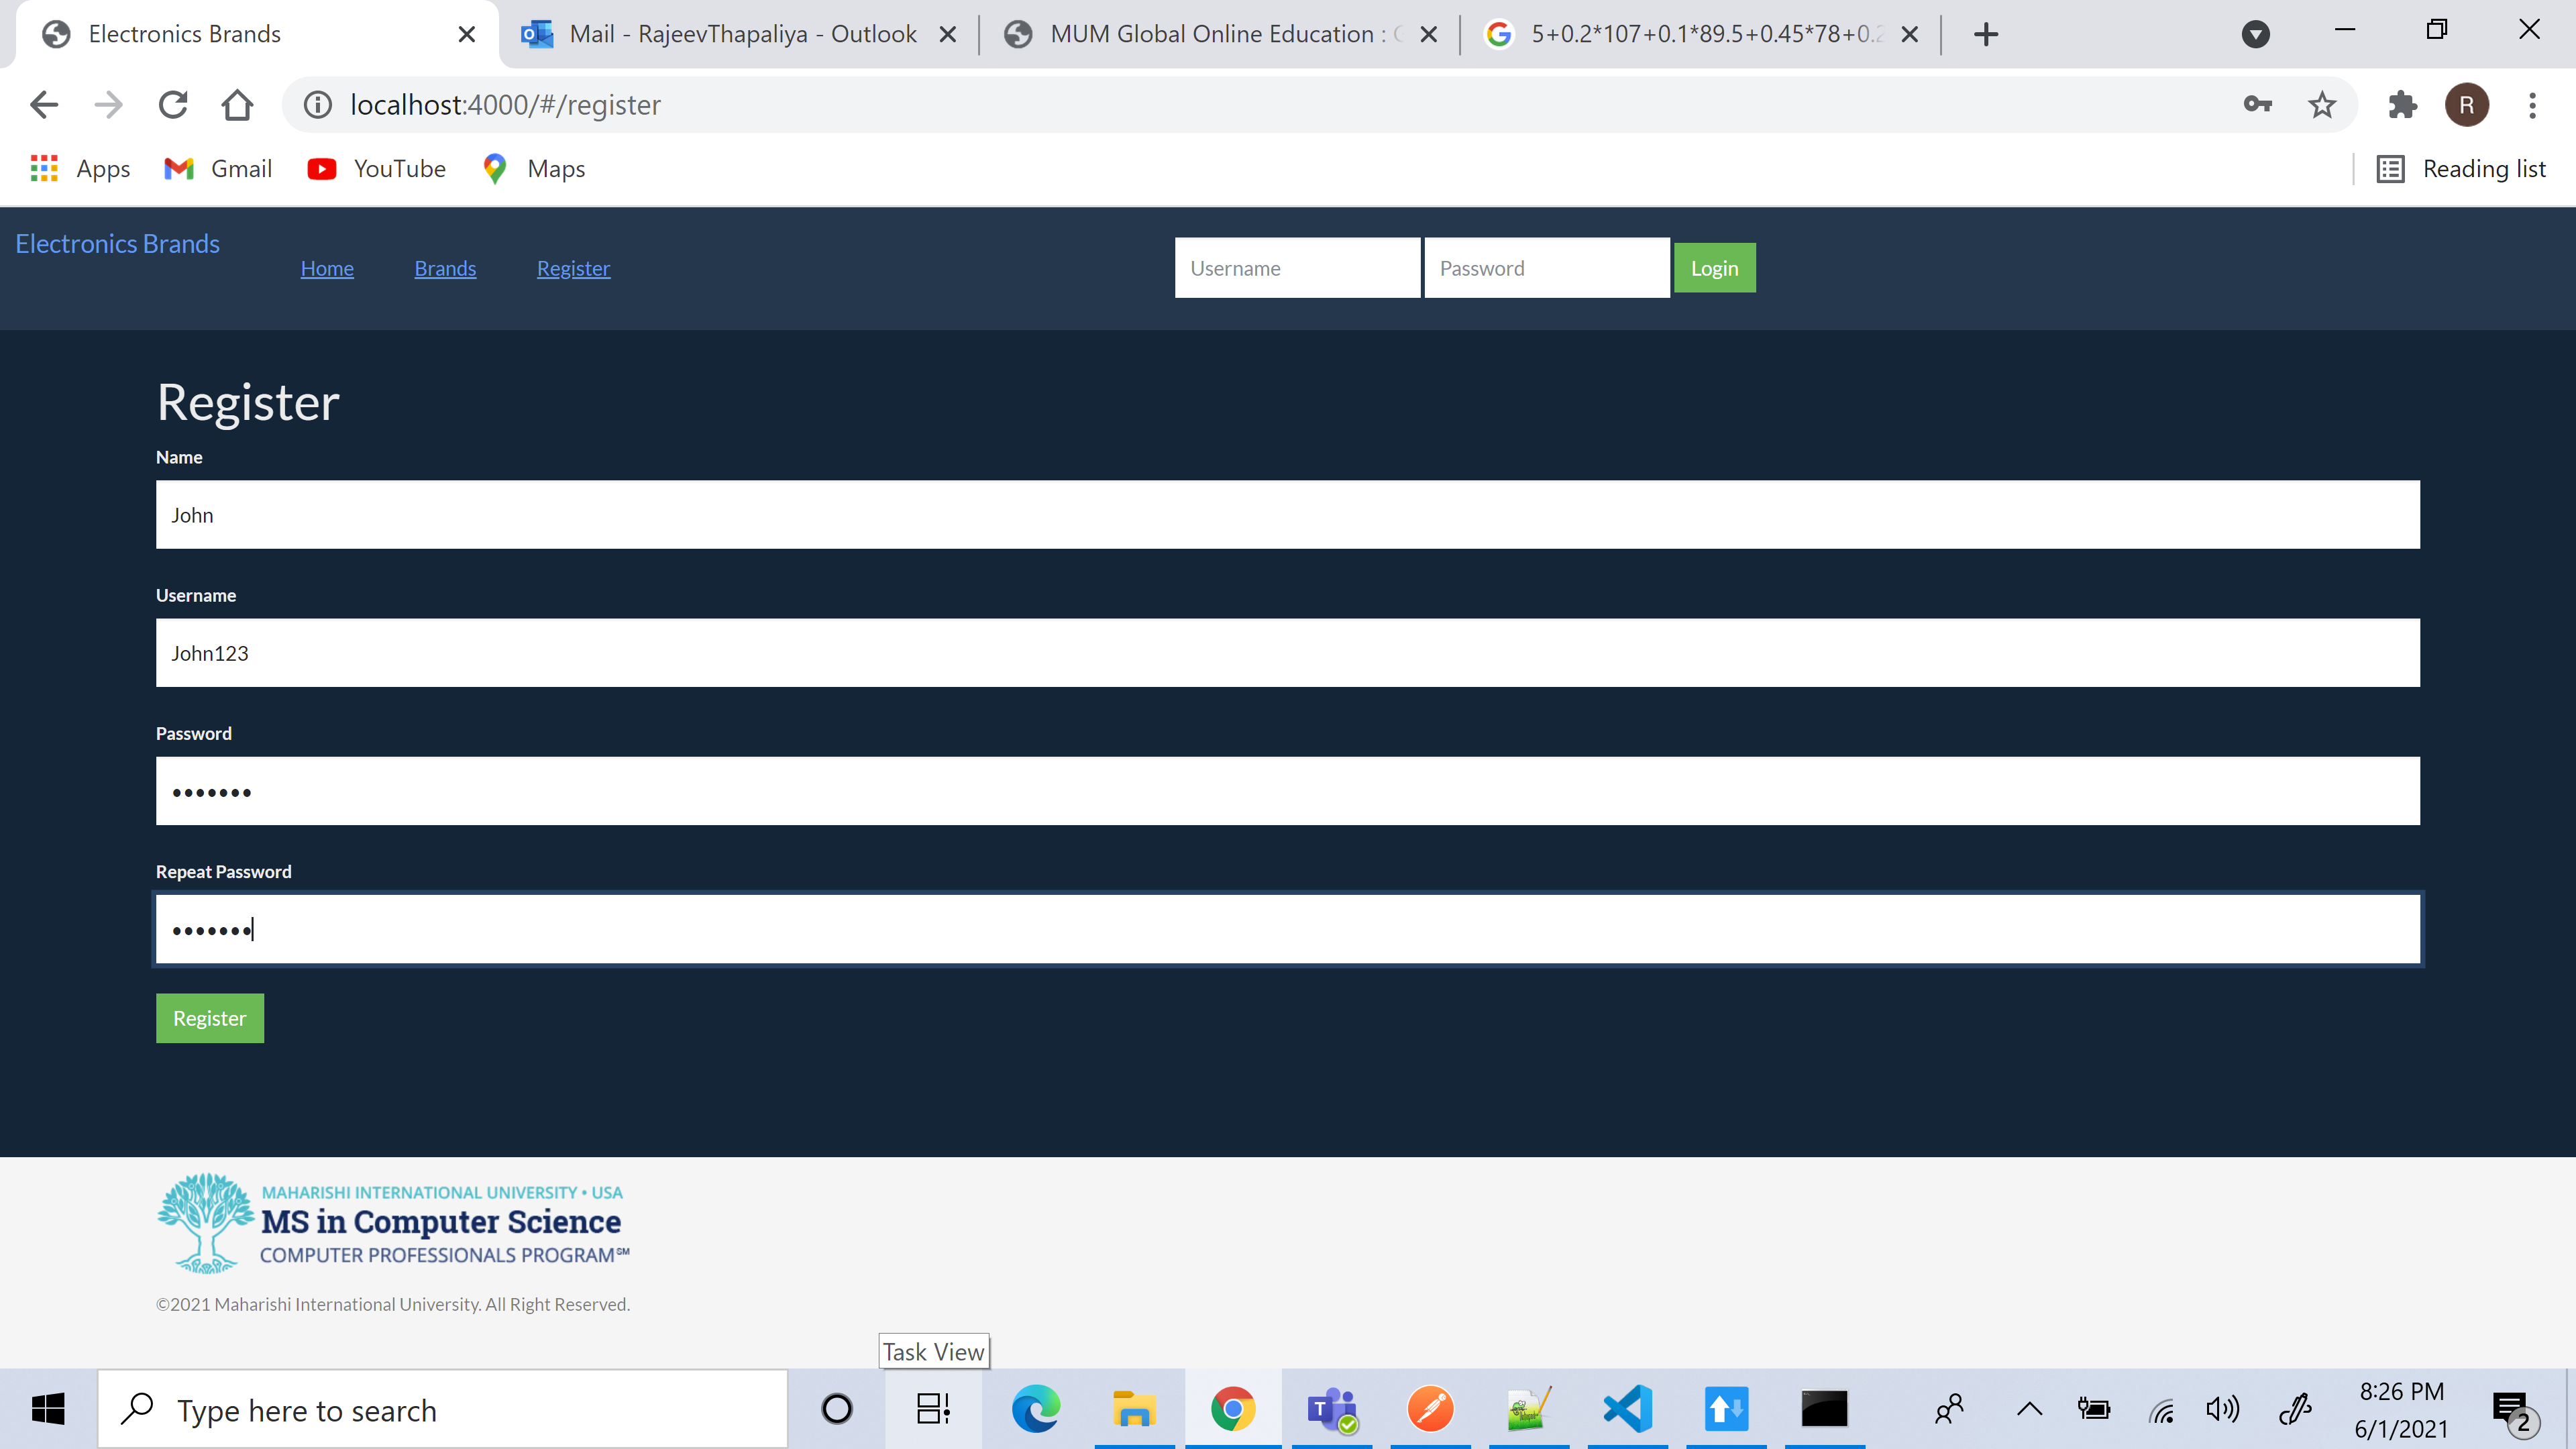 Electronics Brands
Mail - RajeevThapaliya - Outlook
MUM Global Online Education :
5+0.2*107+0.1*89.5+0.45*78+0.2
localhost:4000/#/register
R
Apps
Gmail
YouTube
Maps
Reading list
Electronics Brands
Home
Brands
Register
Username
Password
Login
Register
Name
John
Username
John123
Password
•••••••
Repeat Password
•••••••
Register
MAHARISHI INTERNATIONAL UNIVERSITY • USA
MS in Computer Science
COMPUTER PROFESSIONALS PROGRAM℠
©2021 Maharishi International University. All Right Reserved.
Task View
Type here to search
8:26 PM
6/1/2021
2